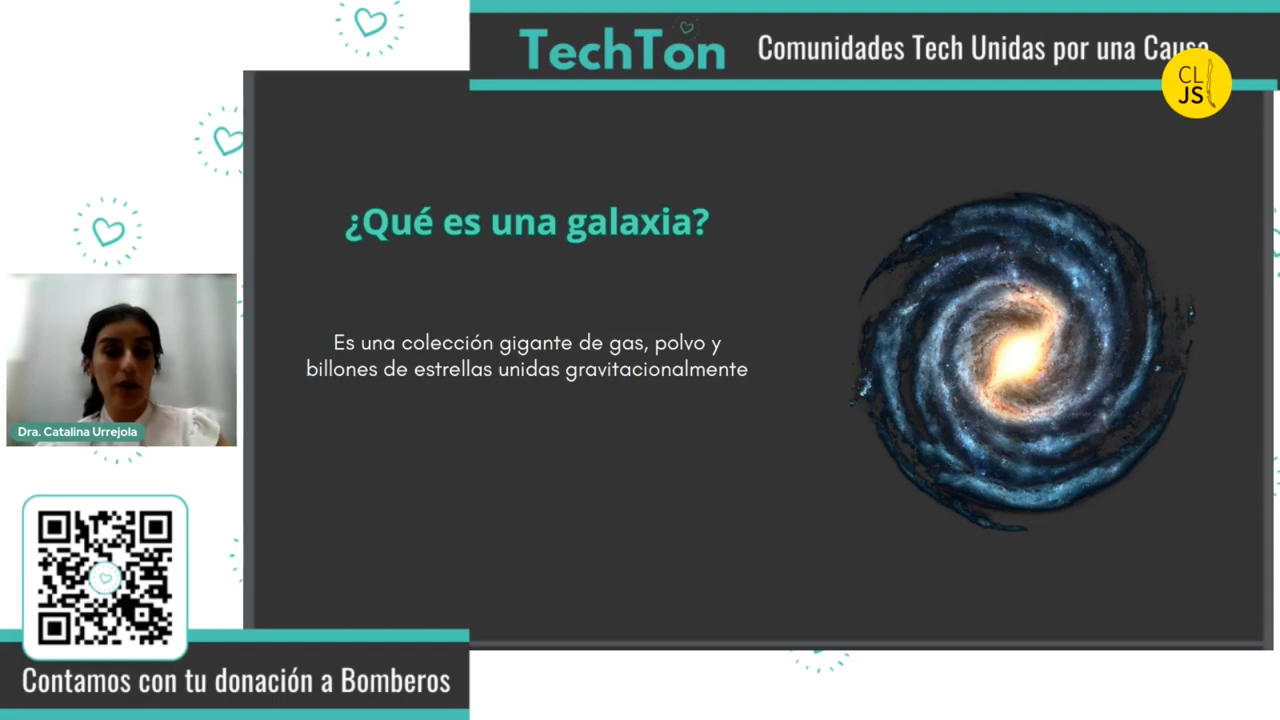 TechTon
Comunidades Tech Unidas por una Causa
CL
JS
¿Qué es una galaxia?
Es una colección gigante de gas, polvo y
billones de estrellas unidas gravitacionalmente
Dra. Catalina Urrejola
Contamos con tu donación a Bomberos